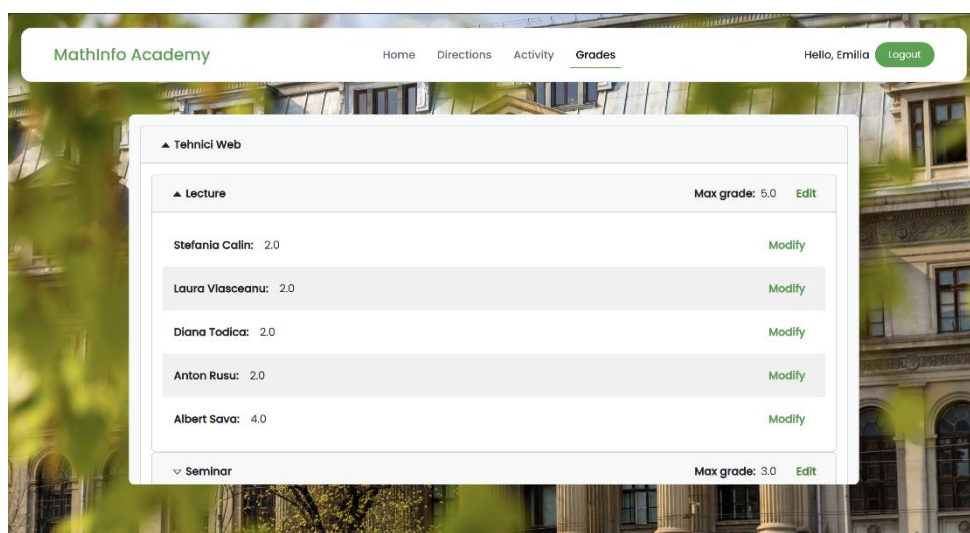 MathInfo Academy Home Directions Activity Grades Hello, Emilia Logout
▲ Tehnici Web
▲ Lecture Max grade: 5.0 Edit
Stefania Calin: 2.0 Modify
Laura Vlasceanu: 2.0 Modify
Diana Todica: 2.0 Modify
Anton Rusu: 2.0 Modify
Albert Sava: 4.0 Modify
▽ Seminar Max grade: 3.0 Edit